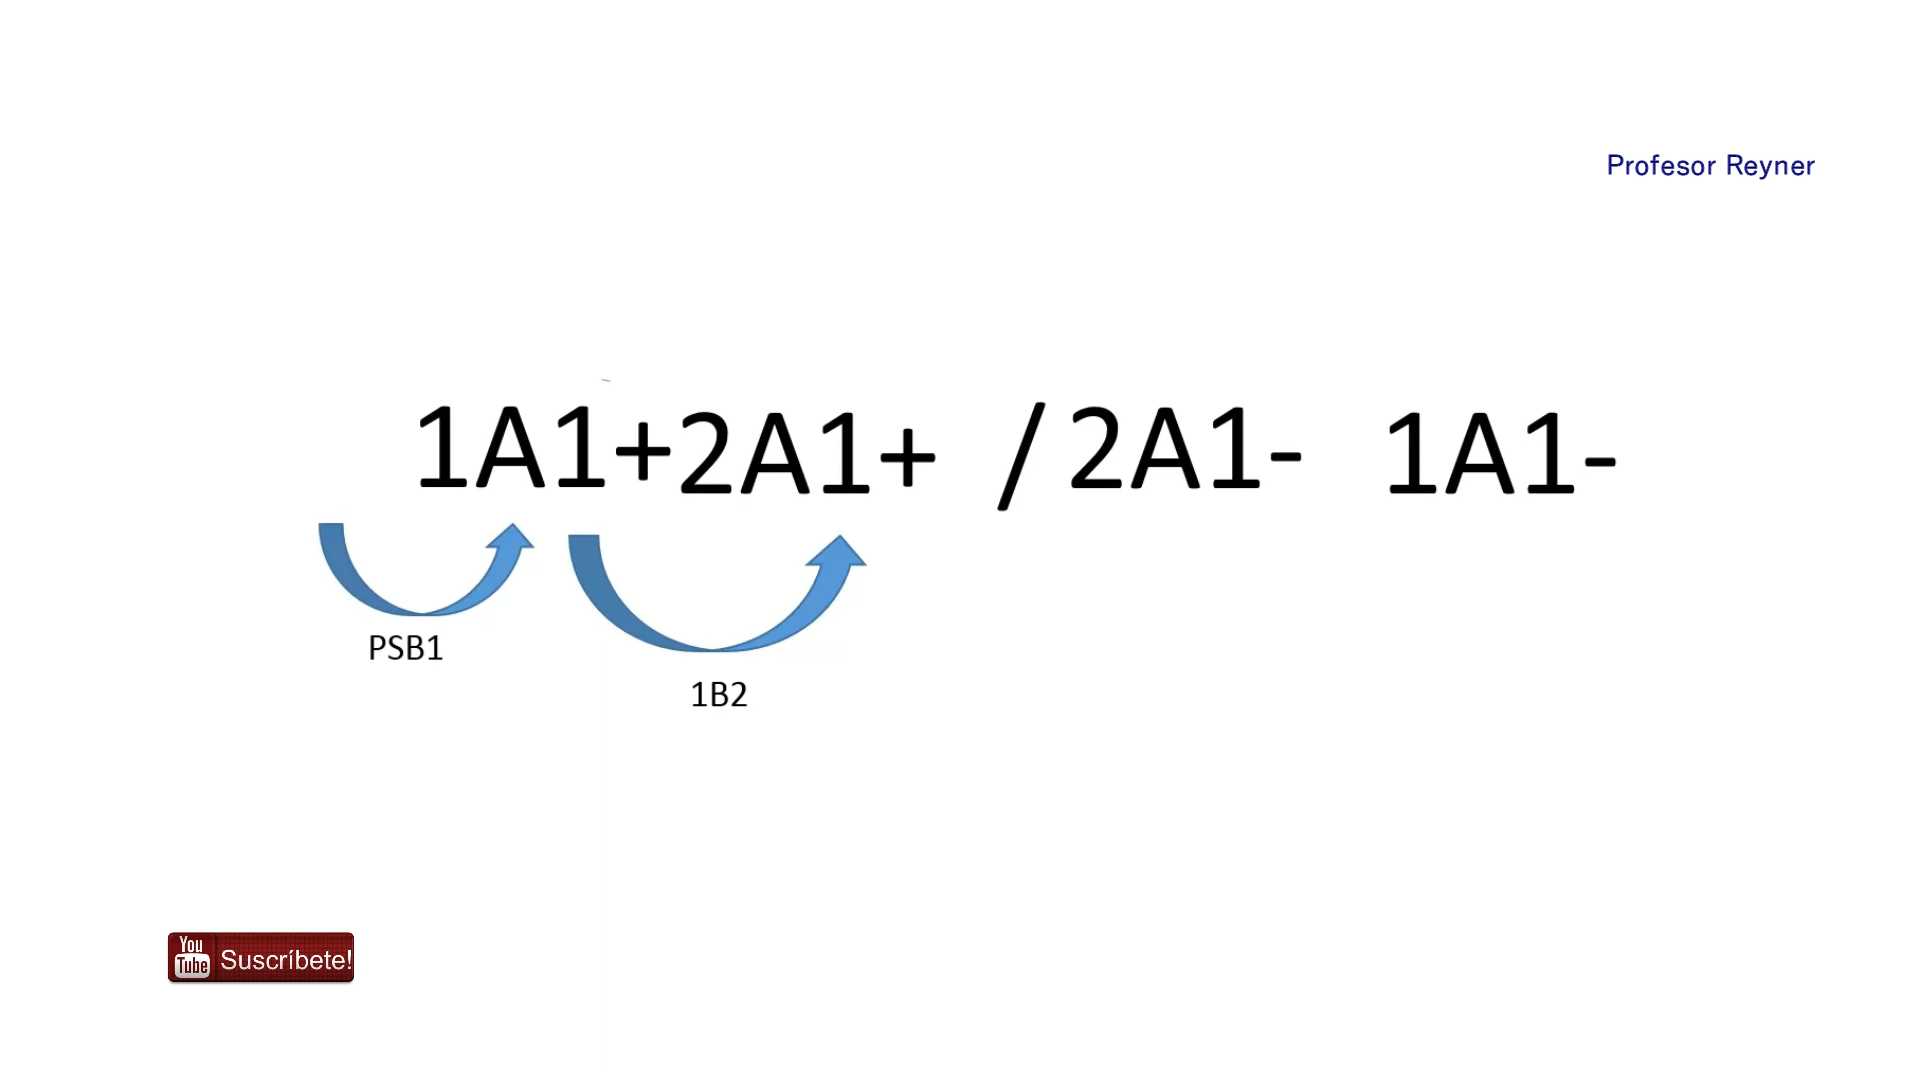 Profesor Reyner
1A1+2A1+ / 2A1- 1A1-
PSB1
1B2
You Tube Suscríbete!